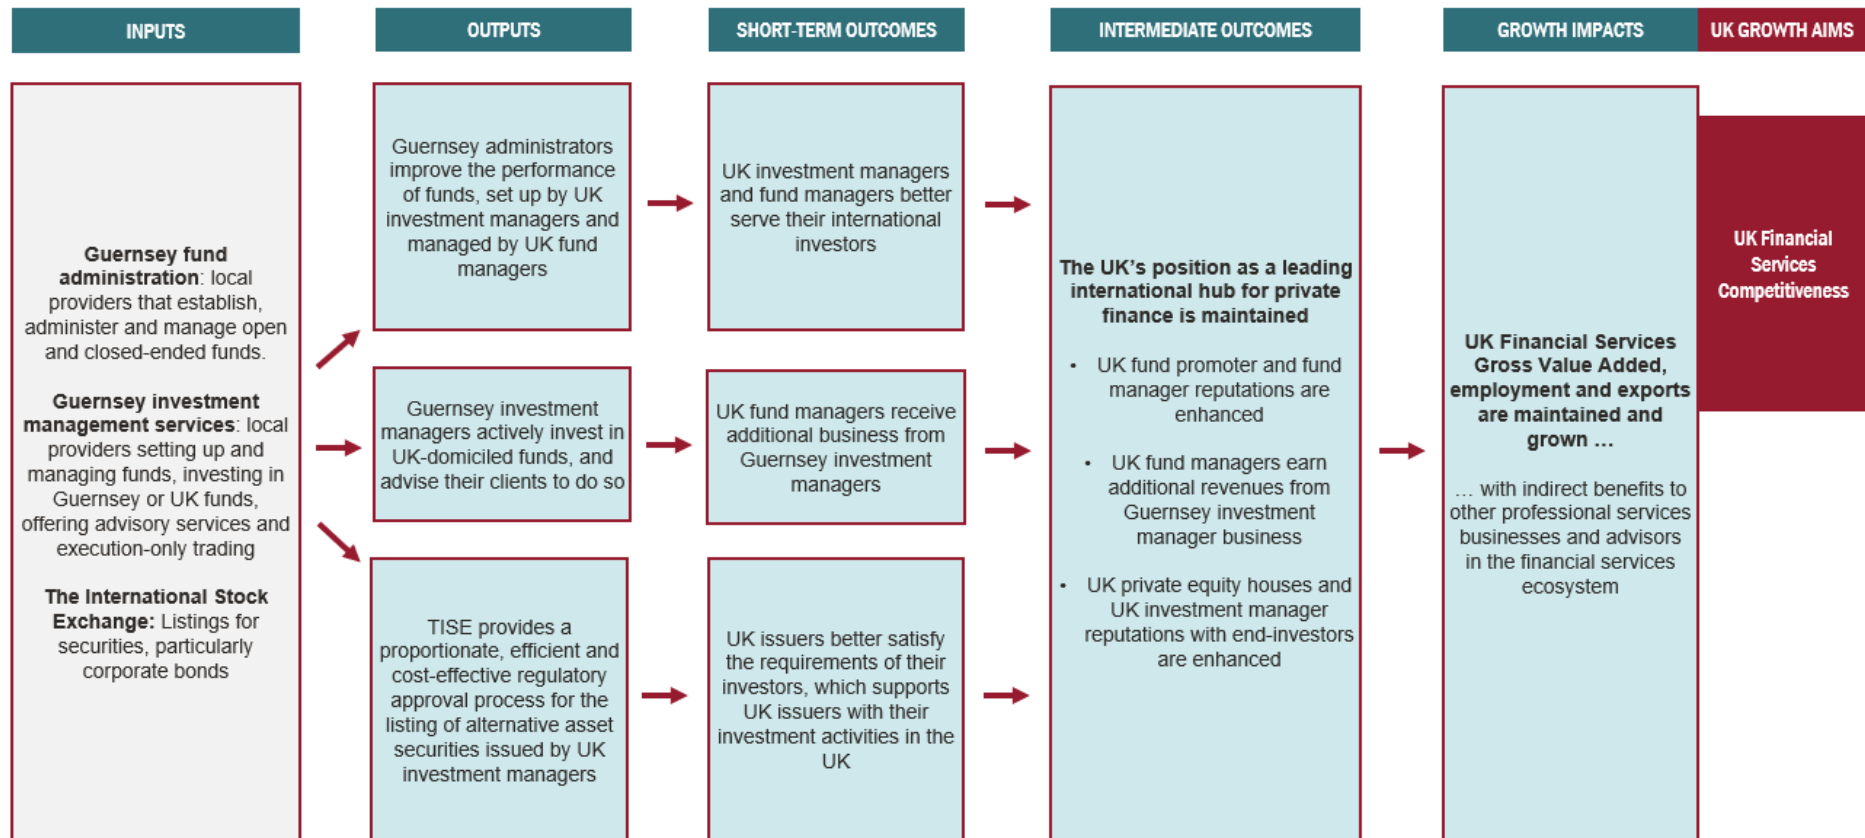 INPUTS
OUTPUTS
SHORT-TERM OUTCOMES
INTERMEDIATE OUTCOMES
GROWTH IMPACTS
UK GROWTH AIMS
Guernsey fund
administration: local
providers that establish,
administer and manage open
and closed-ended funds.
Guernsey investment
management services: local
providers setting up and
managing funds, investing in
Guernsey or UK funds,
offering advisory services and
execution-only trading
The International Stock
Exchange: Listings for
securities, particularly
corporate bonds
Guernsey administrators
improve the performance
of funds, set up by UK
investment managers and
managed by UK fund
managers
Guernsey investment
managers actively invest in
UK-domiciled funds, and
advise their clients to do so
TISE provides a
proportionate, efficient and
cost-effective regulatory
approval process for the
listing of alternative asset
securities issued by UK
investment managers
UK investment managers
and fund managers better
serve their international
investors
UK fund managers receive
additional business from
Guernsey investment
managers
UK issuers better satisfy
the requirements of their
investors, which supports
UK issuers with their
investment activities in the
UK
The UK's position as a leading
international hub for private
finance is maintained
• UK fund promoter and fund
manager reputations are
enhanced
• UK fund managers earn
additional revenues from
Guernsey investment
manager business
• UK private equity houses and
UK investment manager
reputations with end-investors
are enhanced
UK Financial Services
Gross Value Added,
employment and exports
are maintained and
grown ...
... with indirect benefits to
other professional services
businesses and advisors
in the financial services
ecosystem
UK Financial
Services
Competitiveness